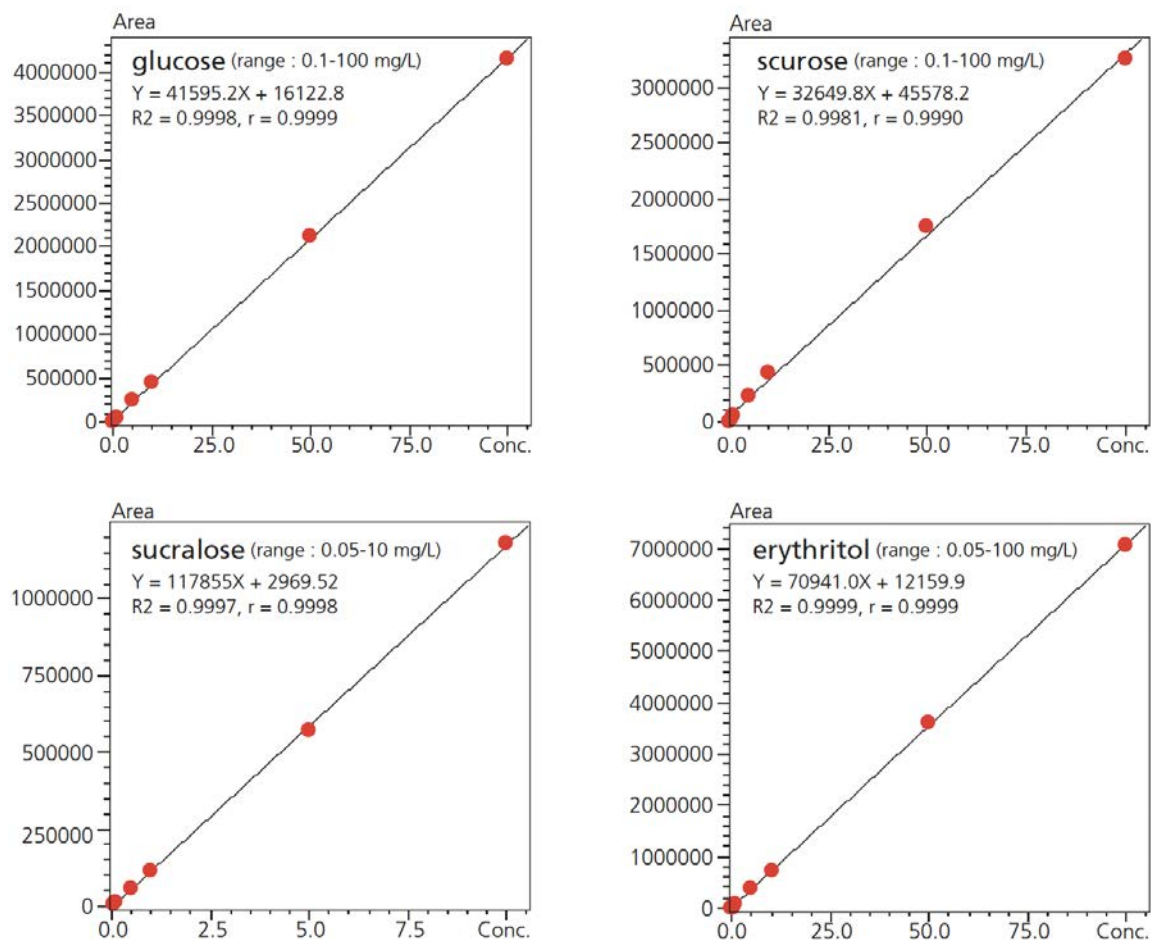 Area
glucose (range : 0.1-100 mg/L)
Y = 41595.2X + 16122.8
R2 = 0.9998, r = 0.9999
4000000
3500000
3000000
2500000
2000000
1500000
1000000
500000
0
0.0 25.0 50.0 75.0 Conc.
Area
scurose (range : 0.1-100 mg/L)
Y = 32649.8X + 45578.2
R2 = 0.9981, r = 0.9990
3000000
2500000
2000000
1500000
1000000
500000
0
0.0 25.0 50.0 75.0 Conc.
Area
sucralose (range : 0.05-10 mg/L)
Y = 117855X + 2969.52
R2 = 0.9997, r = 0.9998
1000000
750000
500000
250000
0
0.0 2.5 5.0 7.5 Conc.
Area
erythritol (range : 0.05-100 mg/L)
Y = 70941.0X + 12159.9
R2 = 0.9999, r = 0.9999
7000000
6000000
5000000
4000000
3000000
2000000
1000000
0
0.0 25.0 50.0 75.0 Conc.